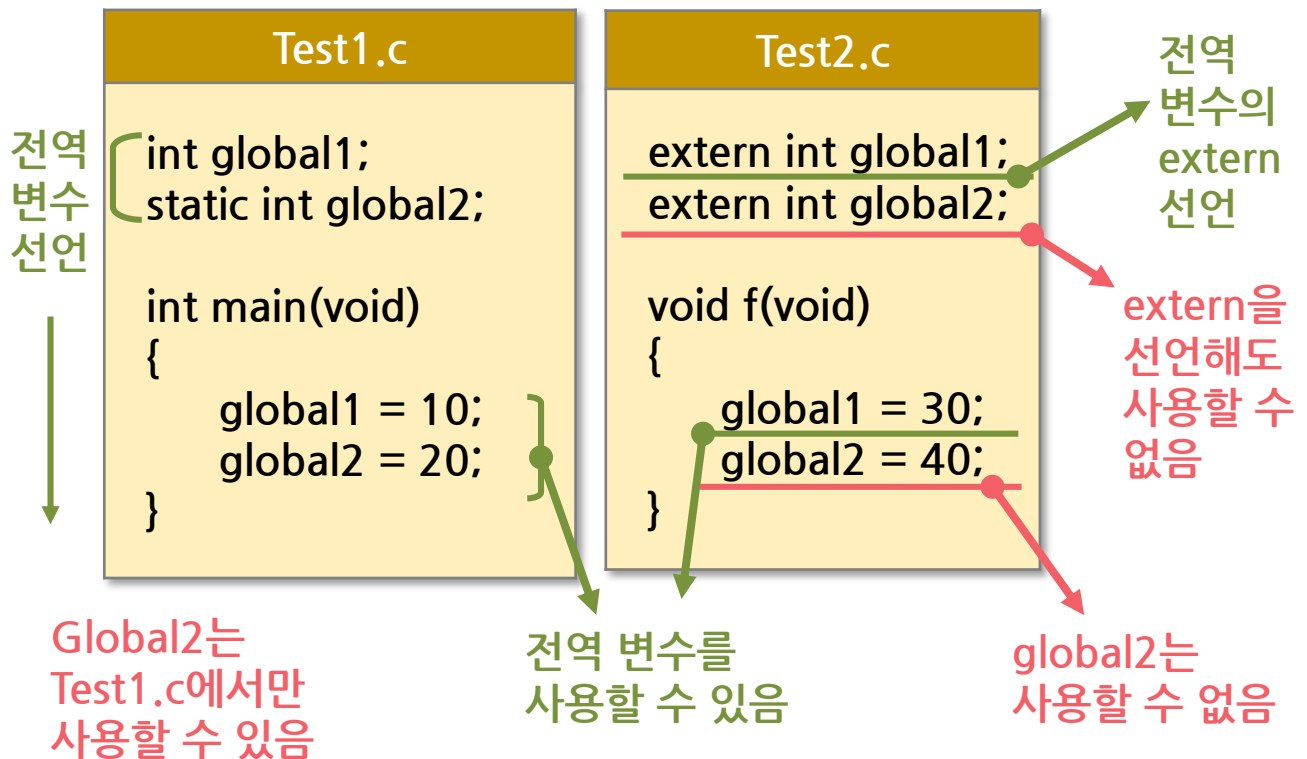 Test1.c
전역
변수
선언
int global1;
static int global2;
int main(void)
{
global1 = 10;
global2 = 20;
}
Test2.c
extern int global1;
extern int global2;
void f(void)
{
global1 = 30;
global2 = 40;
}
전역
변수의
extern
선언
extern을
선언해도
사용할 수
없음
Global2는
Test1.c에서만
사용할 수 있음
전역 변수를
사용할 수 있음
global2는
사용할 수 없음